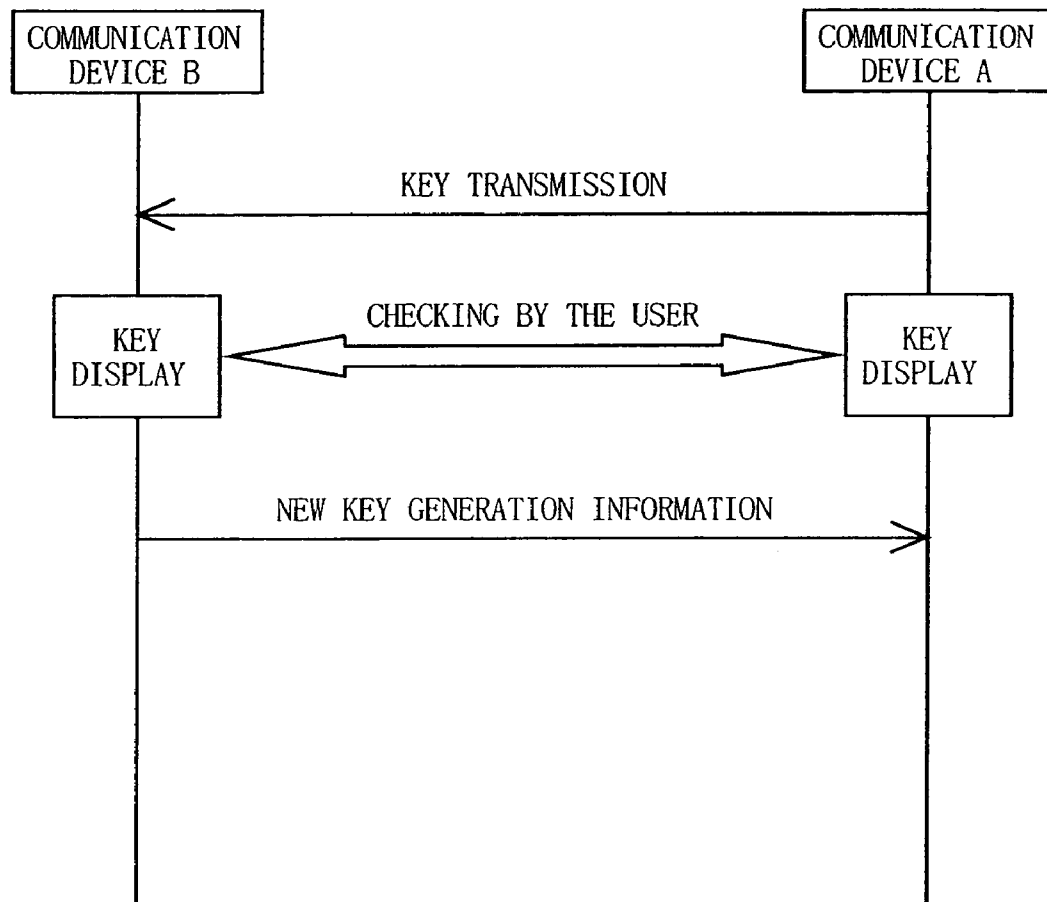 COMMUNICATION
DEVICE B
COMMUNICATION
DEVICE A
KEY TRANSMISSION
CHECKING BY THE USER
KEY
DISPLAY
KEY
DISPLAY
NEW KEY GENERATION INFORMATION